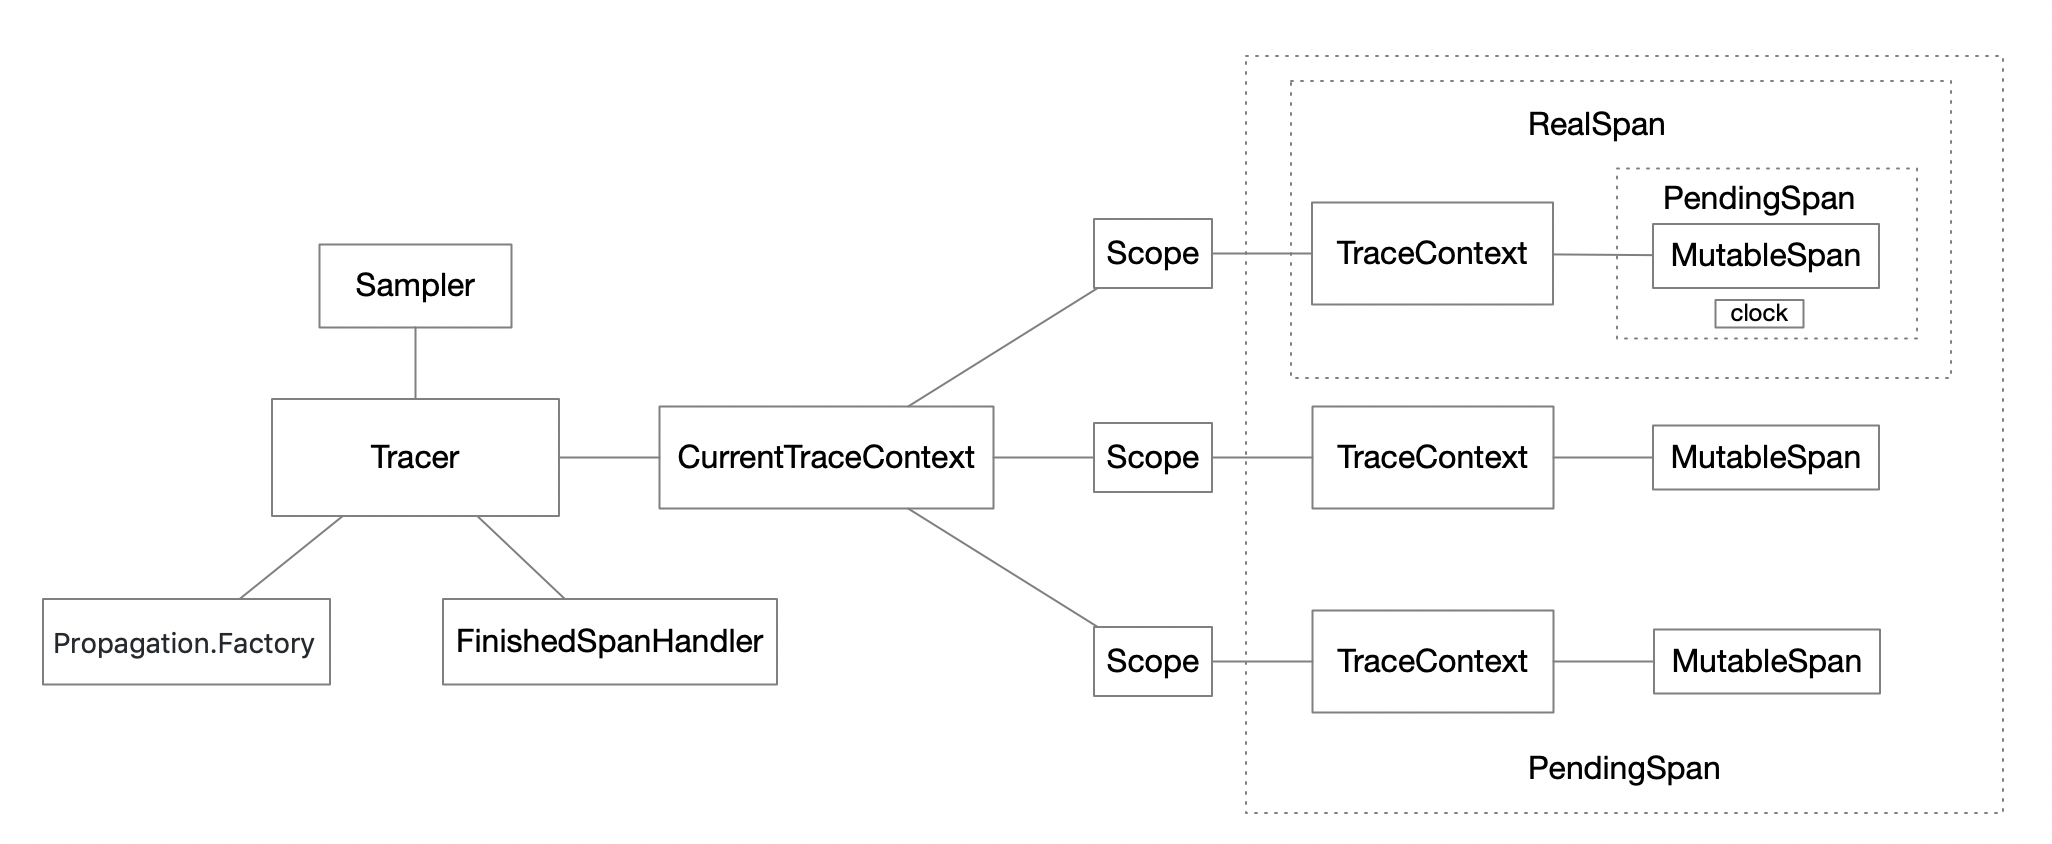 RealSpan
PendingSpan
Scope
TraceContext
MutableSpan
Sampler
clock
Tracer
CurrentTraceContext
Scope
TraceContext
MutableSpan
Propagation.Factory
FinishedSpanHandler
Scope
TraceContext
MutableSpan
PendingSpan